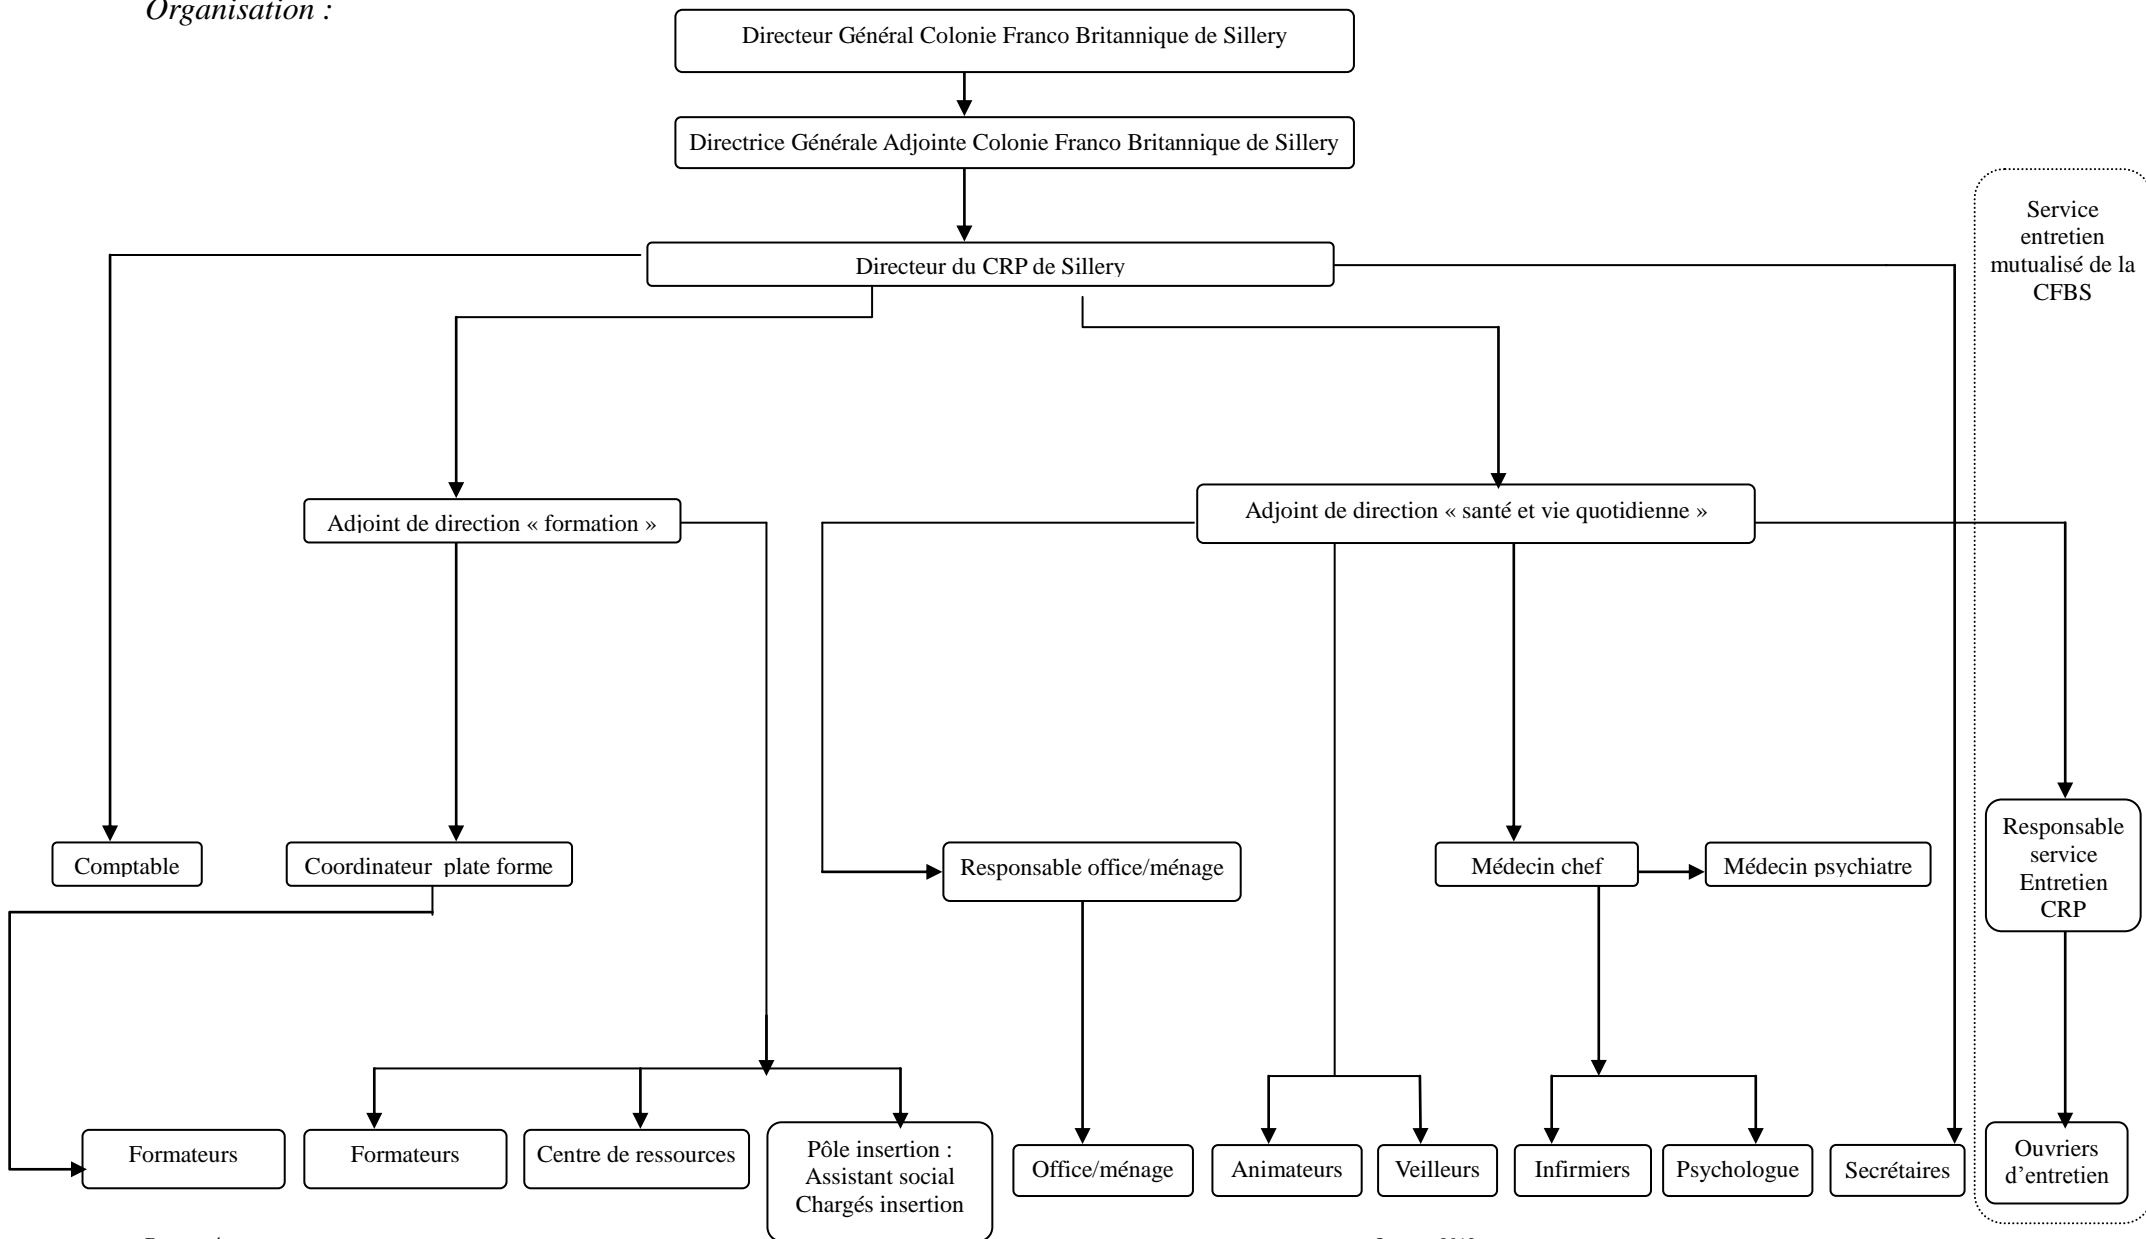 Organisation :
Directeur Général Colonie Franco Britannique de Sillery
Directrice Générale Adjointe Colonie Franco Britannique de Sillery
Service
entretien
mutualisé de la
CFBS
Directeur du CRP de Sillery
Adjoint de direction « formation »
Adjoint de direction « santé et vie quotidienne »
Comptable
Coordinateur plate forme
Responsable office/ménage
Médecin chef
Médecin psychiatre
Responsable
service
Entretien
CRP
Formateurs
Formateurs
Centre de ressources
Pôle insertion :
Assistant social
Chargés insertion
Office/ménage
Animateurs
Veilleurs
Infirmiers
Psychologue
Secrétaires
Ouvriers
d’entretien